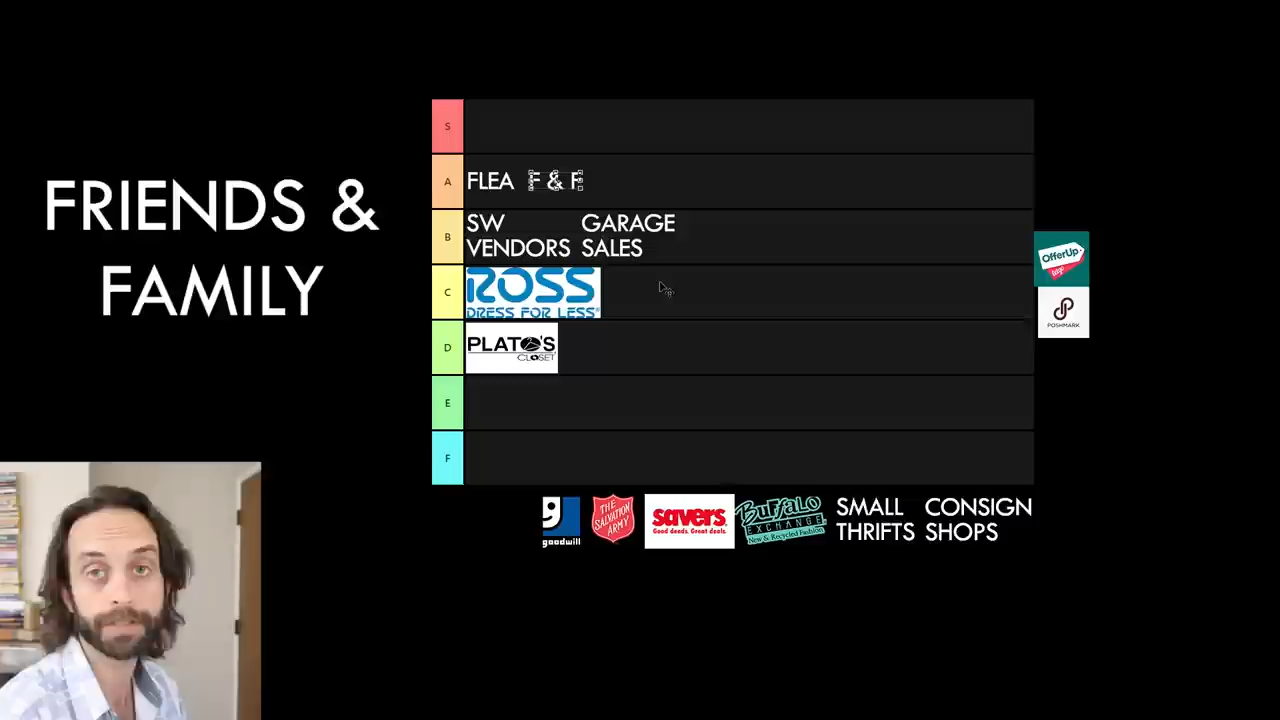 FRIENDS &
FAMILY
S
A
FLEA F & F
B
SW
VENDORS
GARAGE
SALES
C
ROSS
DRESS FOR LESS
D
PLATO'S
CLOSET
E
F
OfferUp
letgo
POSHMARK
goodwill
THE
SALVATION
ARMY
savers.
Good deeds. Great deals.
BUFFALO
EXCHANGE
New & Recycled Fashion
SMALL
THRIFTS
CONSIGN
SHOPS